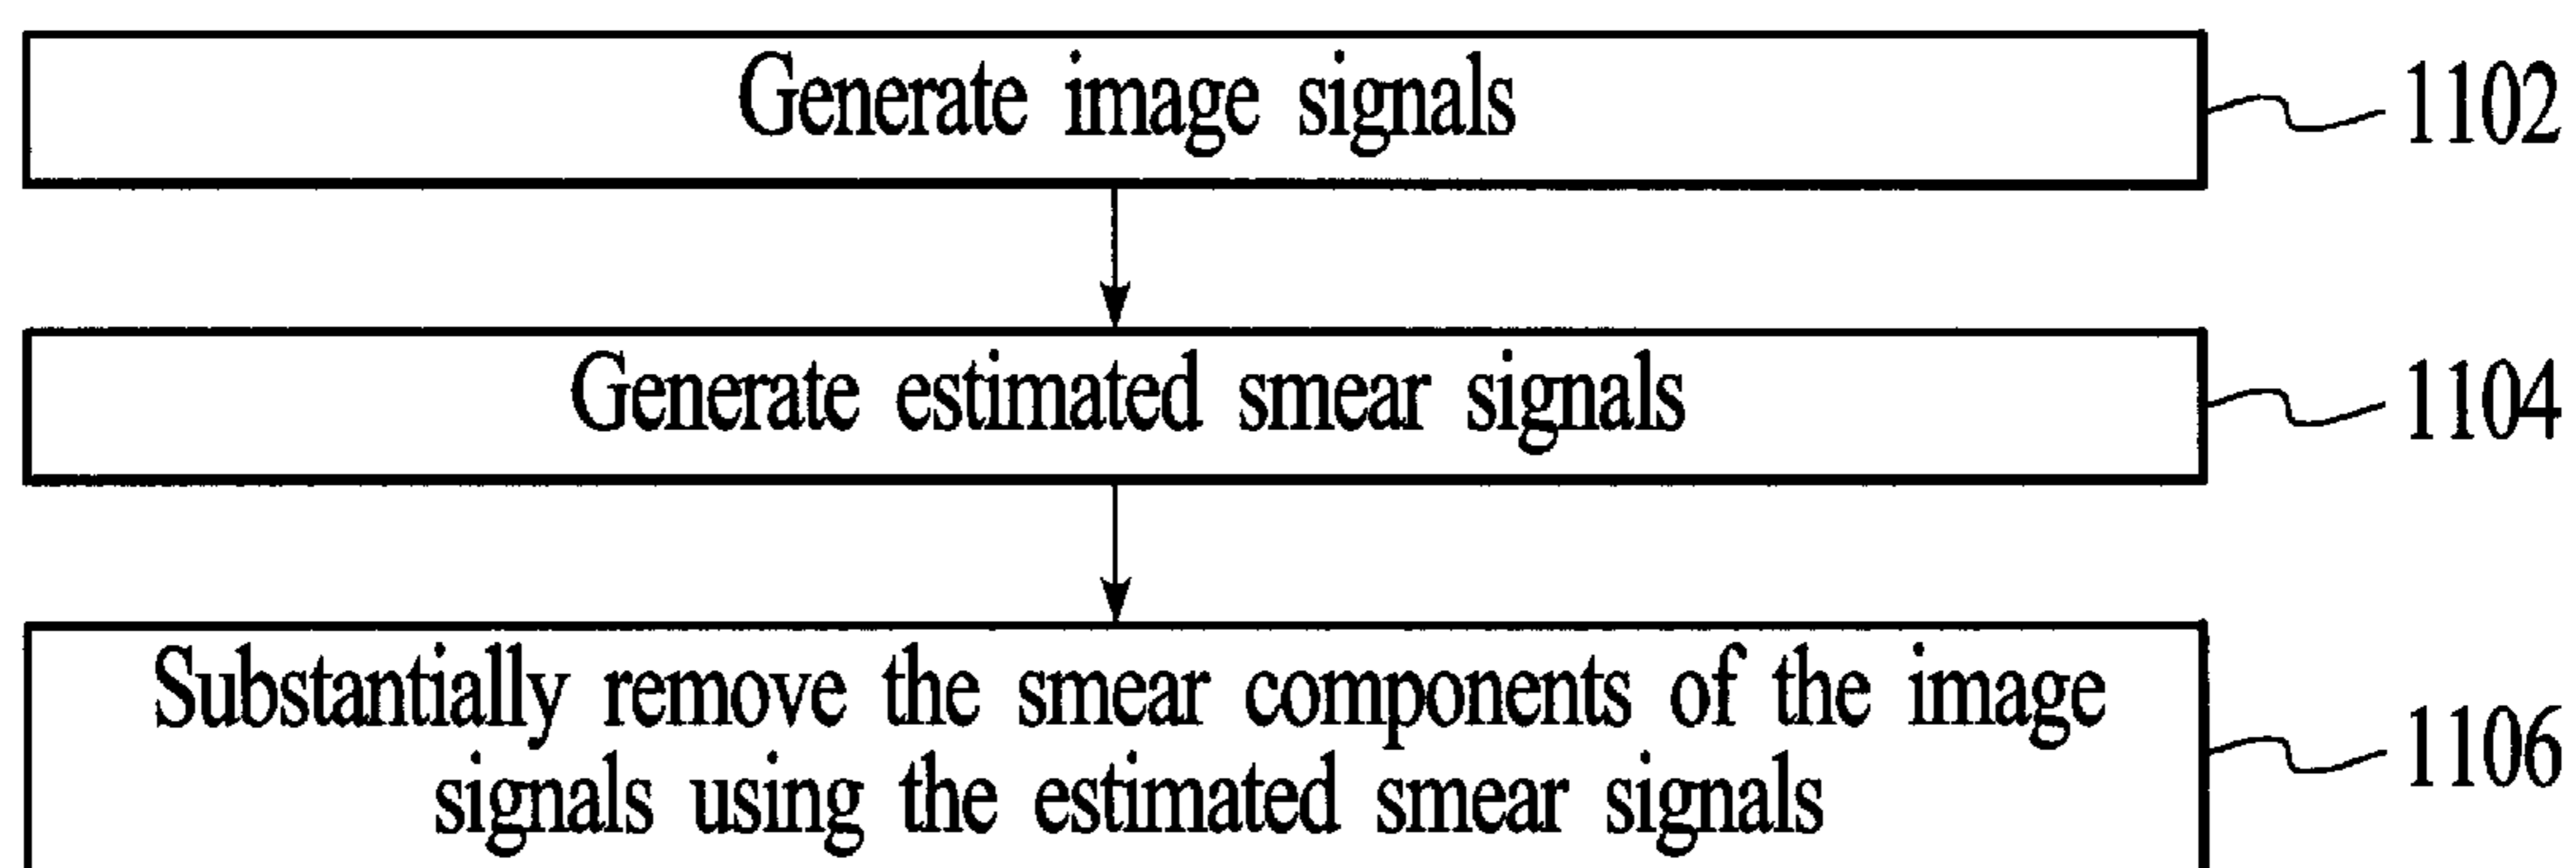 Generate image signals
1102
Generate estimated smear signals
1104
Substantially remove the smear components of the image
signals using the estimated smear signals
1106